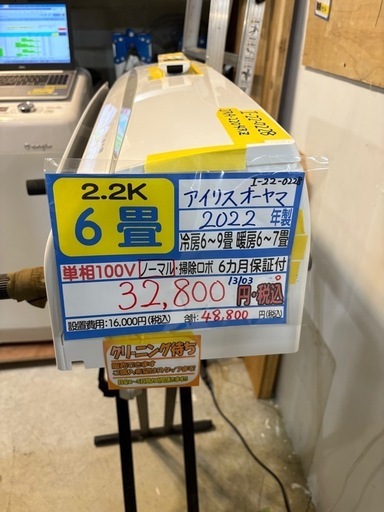 I-22-0228
2.2K
6畳
I-22-0228
アイリスオーヤマ
2022 年製
冷房6~9畳 暖房6~7畳
単相100V
ノーマル・掃除ロボ 6カ月保証付
13/03
32,800 円・税込
設置費用:16,000円(税込) 合計:48,800 円(税込)
クリーニング待ち